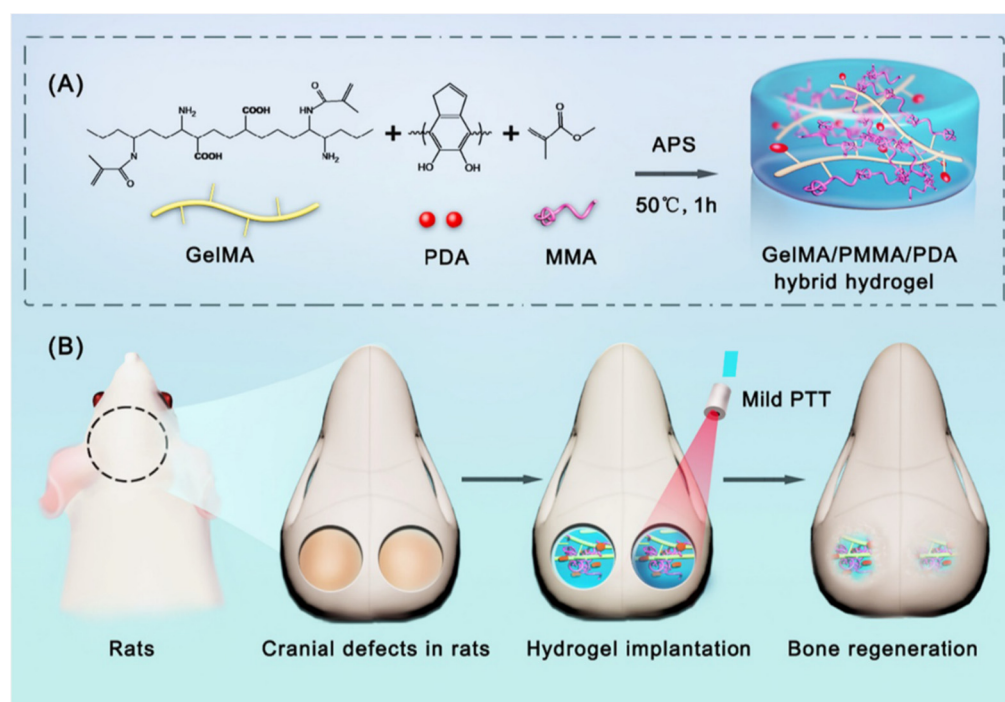 (A)
NH₂
COOH
HN
O
N
O
COOH
NH₂
+
HO
OH
+
O
O
APS
50℃, 1h
GelMA
PDA
MMA
GelMA/PMMA/PDA
hybrid hydrogel
(B)
Mild PTT
Rats
Cranial defects in rats
Hydrogel implantation
Bone regeneration